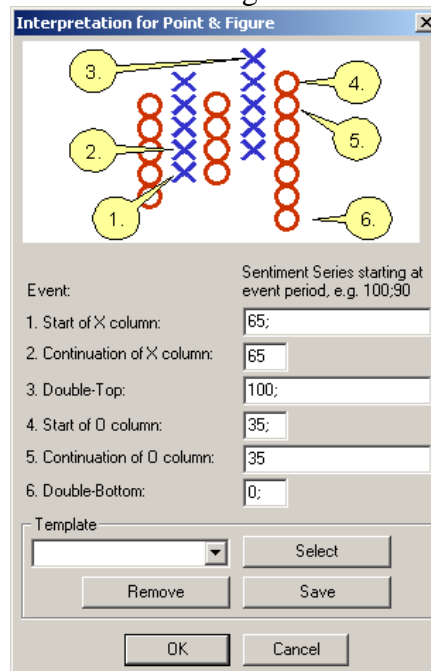 Interpretation for Point & Figure
3.
4.
2.
5.
1.
6.
Sentiment Series starting at
Event: event period, e.g. 100;90
1. Start of X column: 65;
2. Continuation of X column: 65
3. Double-Top: 100;
4. Start of O column: 35;
5. Continuation of O column: 35
6. Double-Bottom: 0;
Template
Select
Remove Save
OK Cancel